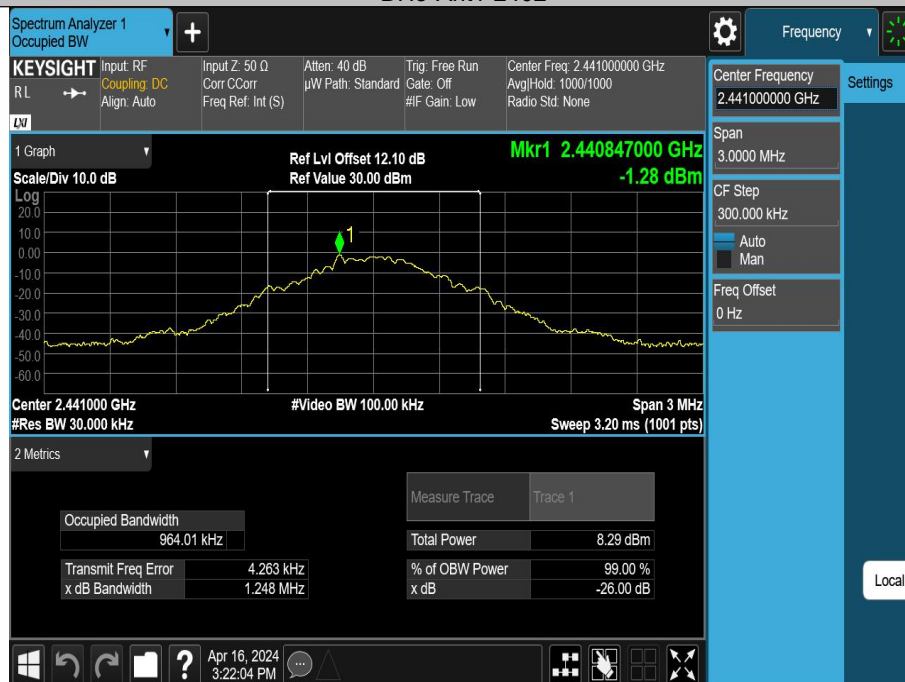 Spectrum Analyzer 1
Occupied BW
+
Frequency
KEYSIGHT
RL
LXI
Input: RF
Coupling: DC
Align: Auto
Input Z: 50 Ω
Corr CCorr
Freq Ref: Int (S)
Atten: 40 dB
µW Path: Standard
Trig: Free Run
Gate: Off
#IF Gain: Low
Center Freq: 2.441000000 GHz
Avg|Hold: 1000/1000
Radio Std: None
Center Frequency
2.441000000 GHz
Settings
Span
3.0000 MHz
CF Step
300.000 kHz
Auto
Man
Freq Offset
0 Hz
Local
1 Graph
Scale/Div 10.0 dB
Ref Lvl Offset 12.10 dB
Ref Value 30.00 dBm
Mkr1 2.440847000 GHz
-1.28 dBm
Log
20.0
10.0
0.00
-10.0
-20.0
-30.0
-40.0
-50.0
-60.0
1
Center 2.441000 GHz
#Res BW 30.000 kHz
#Video BW 100.00 kHz
Span 3 MHz
Sweep 3.20 ms (1001 pts)
2 Metrics
Measure Trace Trace 1
Occupied Bandwidth
964.01 kHz
Total Power 8.29 dBm
Transmit Freq Error 4.263 kHz
% of OBW Power 99.00 %
x dB Bandwidth 1.248 MHz
x dB -26.00 dB
?
Apr 16, 2024
3:22:04 PM